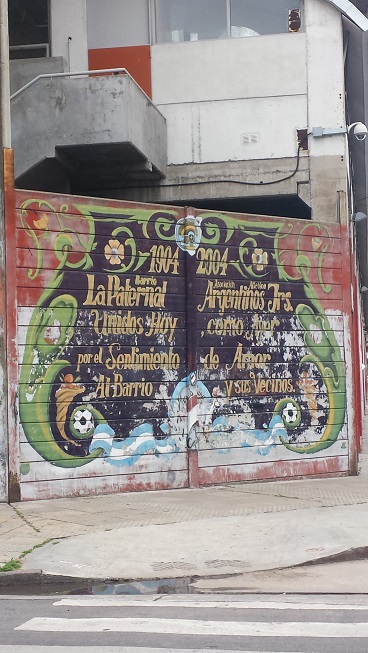 1904 2004
Barrio Asociación Atlética
La Paternal Argentinos Jrs.
Unidos Hoy como Ayer
por el Sentimiento de Amor
Al Barrio y sus Vecinos.